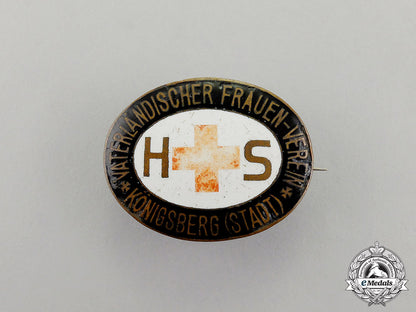 VATERLÄNDISCHER FRAUEN-VEREIN
H S
KÖNIGSBERG (STADT)
eMedals